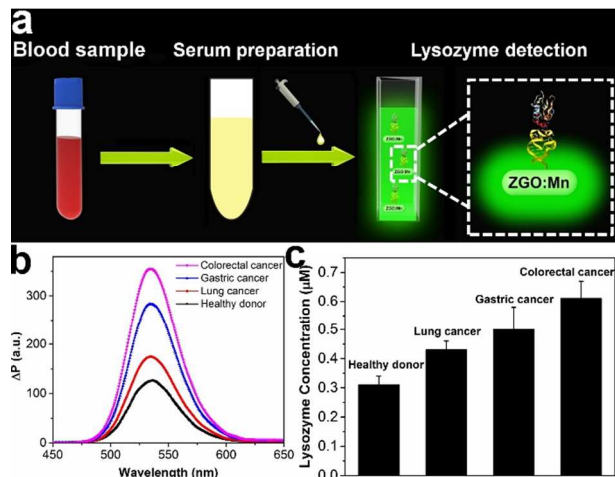 a
Blood sample
Serum preparation
Lysozyme detection
ZGO:Mn
ZGO:Mn
ZGO:Mn
ZGO:Mn
b
Colorectal cancer
Gastric cancer
Lung cancer
Healthy donor
300
200
100
0
ΔP (a.u.)
450
500
550
600
650
Wavelength (nm)
c
0.7
0.6
0.5
0.4
0.3
0.2
0.1
0.0
Lysozyme Concentration (μM)
Healthy donor
Lung cancer
Gastric cancer
Colorectal cancer